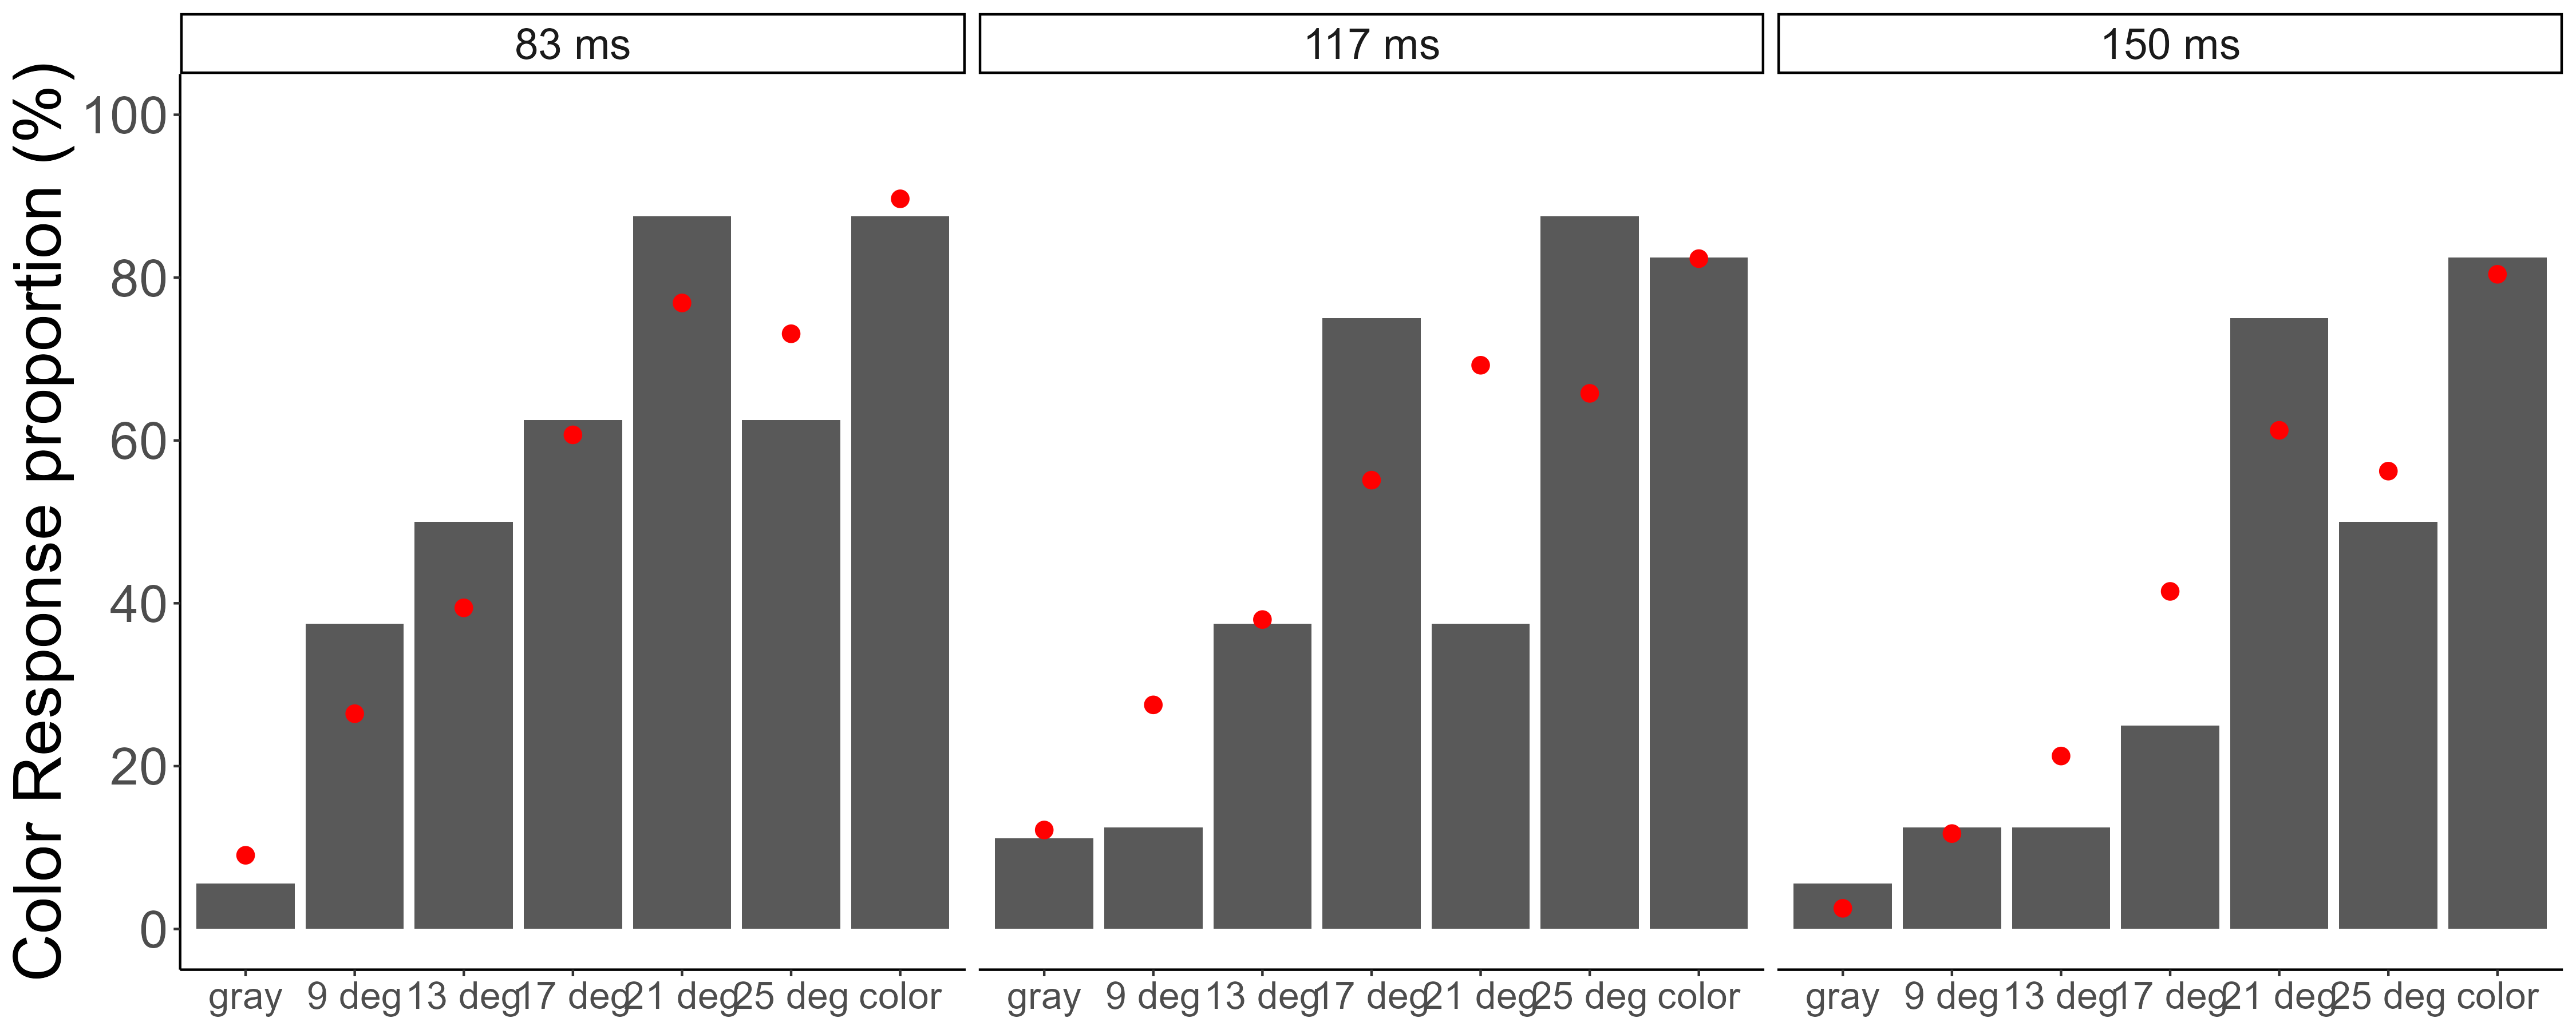 83 ms
117 ms
150 ms
Color Response proportion (%)
100
80
60
40
20
0
gray 9 deg 13 deg 17 deg 21 deg 25 deg color
gray 9 deg 13 deg 17 deg 21 deg 25 deg color
gray 9 deg 13 deg 17 deg 21 deg 25 deg color